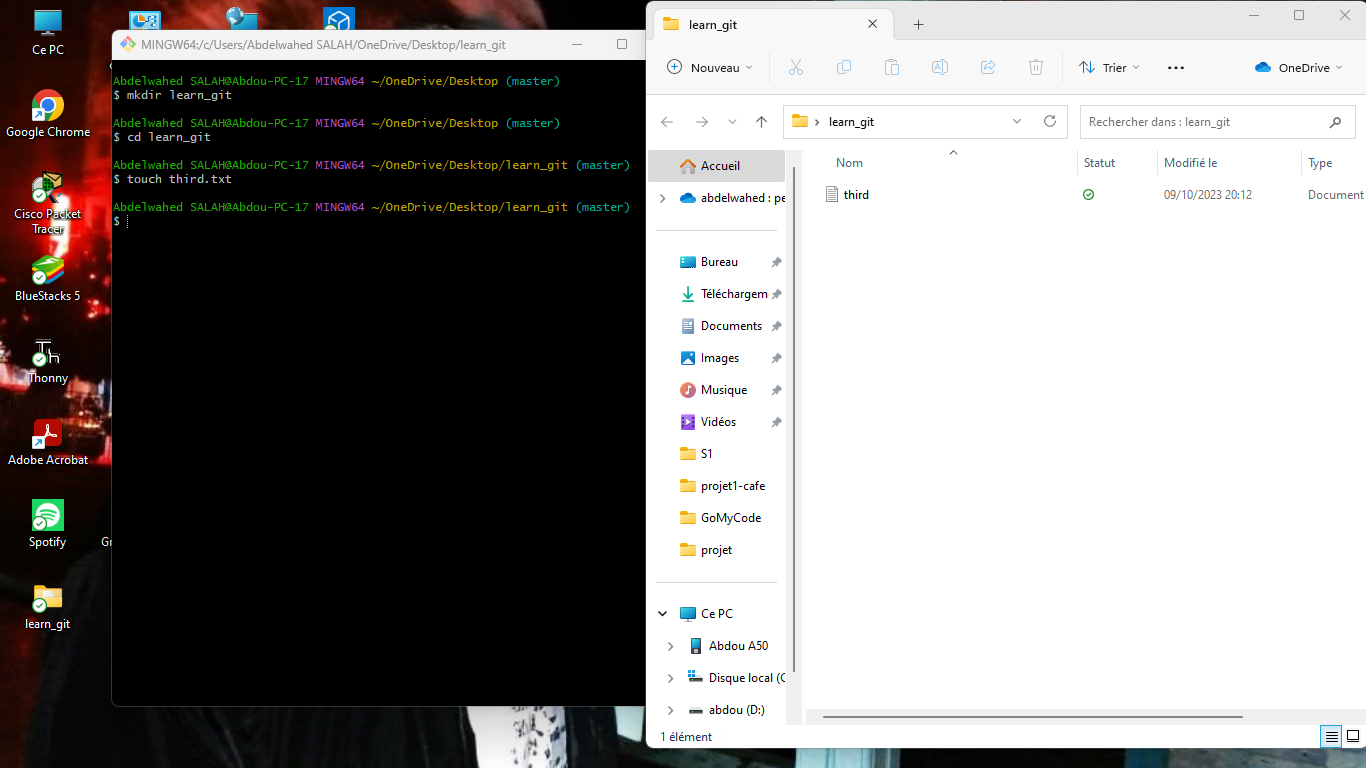 Ce PC
Google Chrome
Cisco Packet
Tracer
BlueStacks 5
Thonny
Adobe Acrobat
Spotify
learn_git
MINGW64:/c/Users/Abdelwahed SALAH/OneDrive/Desktop/learn_git
Abdelwahed SALAH@Abdou-PC-17 MINGW64 ~/OneDrive/Desktop (master)
$ mkdir learn_git
Abdelwahed SALAH@Abdou-PC-17 MINGW64 ~/OneDrive/Desktop (master)
$ cd learn_git
Abdelwahed SALAH@Abdou-PC-17 MINGW64 ~/OneDrive/Desktop/learn_git (master)
$ touch third.txt
Abdelwahed SALAH@Abdou-PC-17 MINGW64 ~/OneDrive/Desktop/learn_git (master)
$
learn_git
Nouveau
Trier
OneDrive
learn_git
Rechercher dans : learn_git
Accueil
abdelwahed : pe
Bureau
Téléchargem
Documents
Images
Musique
Vidéos
S1
projet1-cafe
GoMyCode
projet
Ce PC
Abdou A50
Disque local (C
abdou (D:)
Nom Statut Modifié le Type
third 09/10/2023 20:12 Document
1 élément